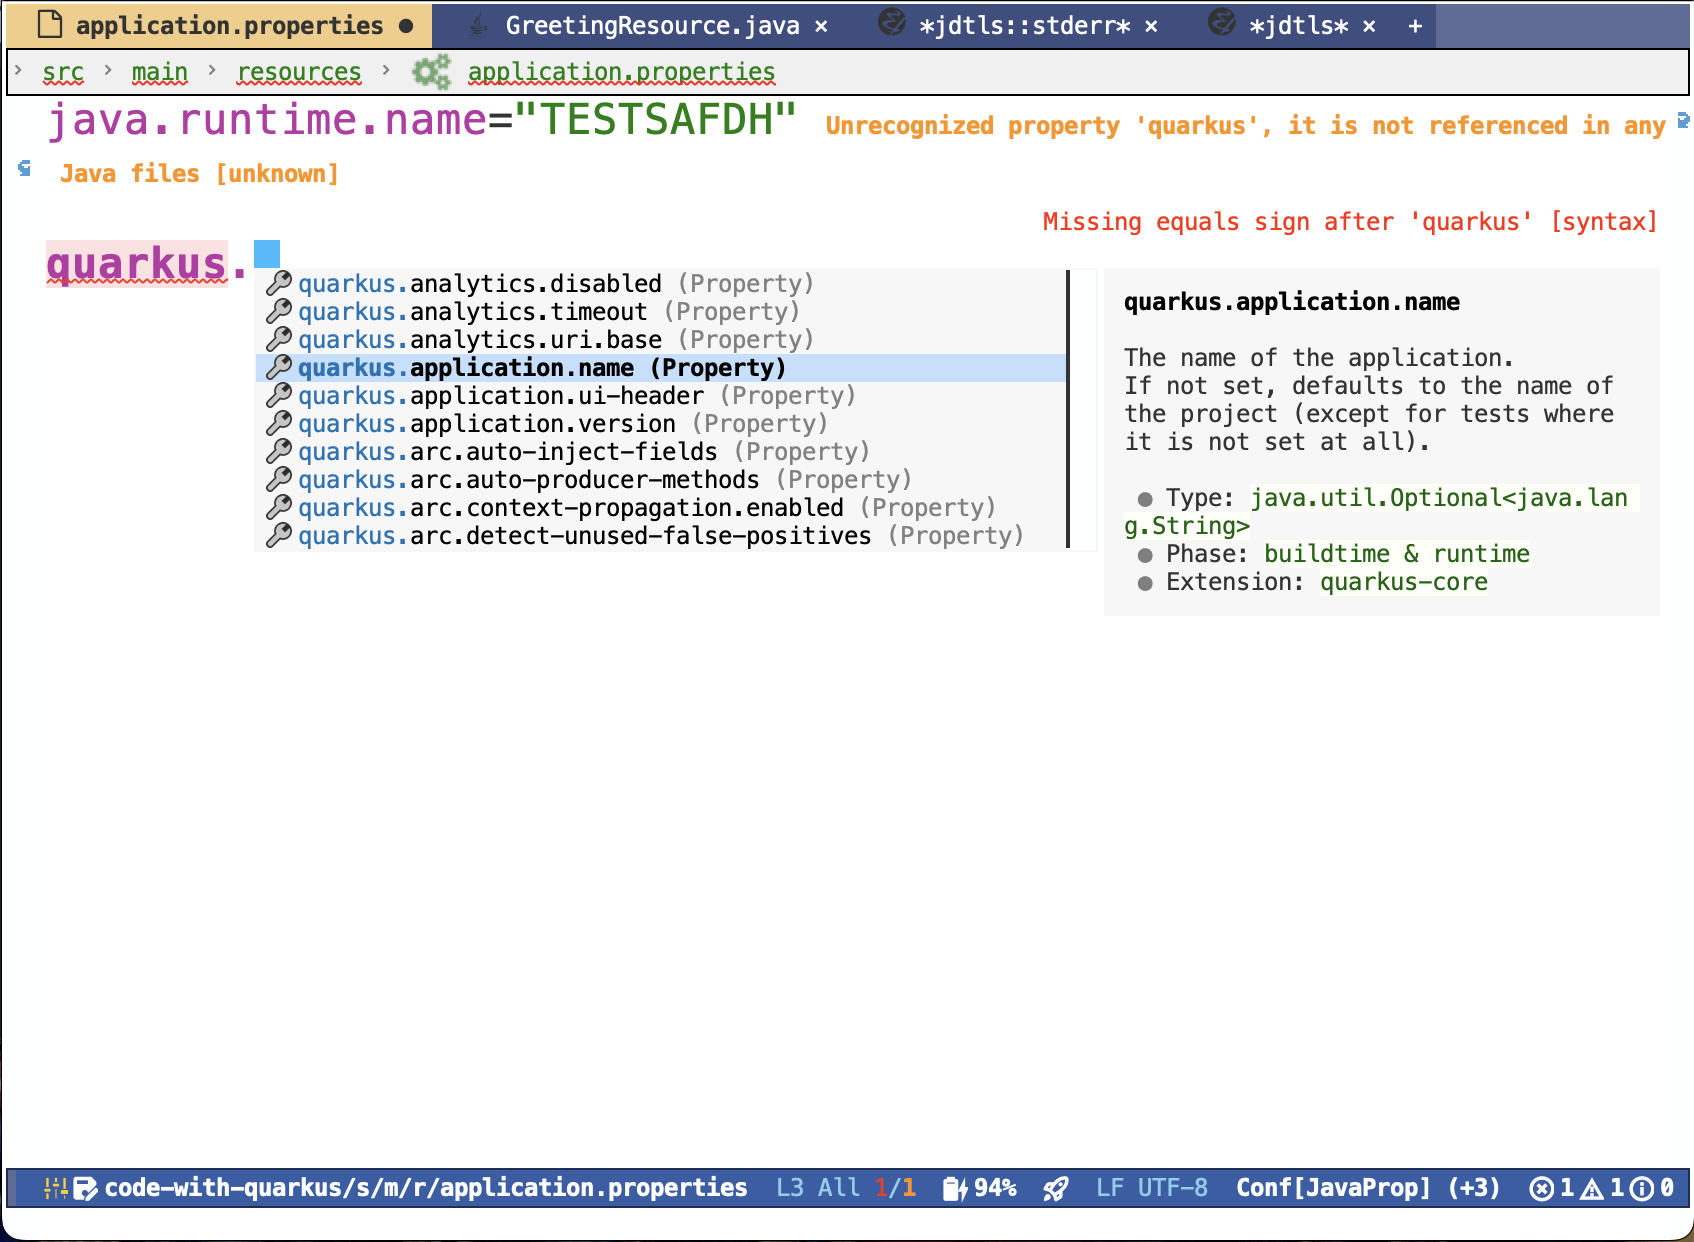 application.properties ●
GreetingResource.java ×
*jdtls::stderr* ×
*jdtls* ×
+
› src › main › resources › application.properties
java.runtime.name="TESTSAFDH" Unrecognized property 'quarkus', it is not referenced in any
Java files [unknown]
Missing equals sign after 'quarkus' [syntax]
quarkus.
quarkus.analytics.disabled (Property)
quarkus.analytics.timeout (Property)
quarkus.analytics.uri.base (Property)
quarkus.application.name (Property)
quarkus.application.ui-header (Property)
quarkus.application.version (Property)
quarkus.arc.auto-inject-fields (Property)
quarkus.arc.auto-producer-methods (Property)
quarkus.arc.context-propagation.enabled (Property)
quarkus.arc.detect-unused-false-positives (Property)
quarkus.application.name
The name of the application.
If not set, defaults to the name of
the project (except for tests where
it is not set at all).
● Type: java.util.Optional<java.lan
g.String>
● Phase: buildtime & runtime
● Extension: quarkus-core
code-with-quarkus/s/m/r/application.properties L3 All 1/1 94% LF UTF-8 Conf[JavaProp] (+3) 1 1 0